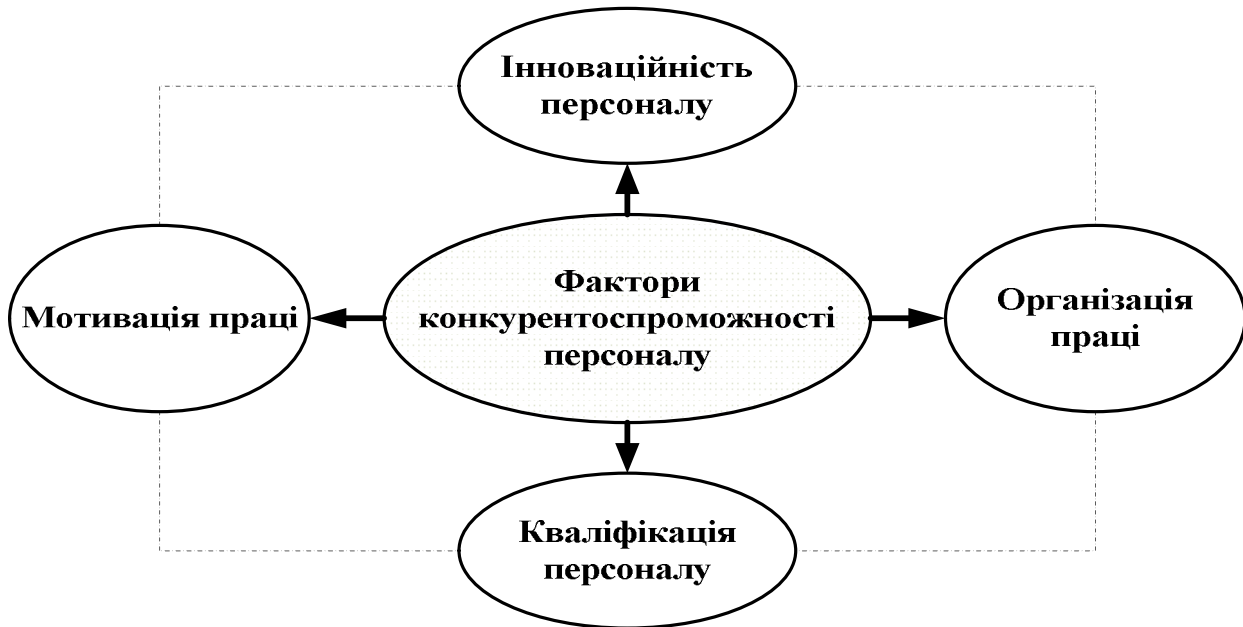 Інноваційність
персоналу
Мотивація праці
Фактори
конкурентоспроможності
персоналу
Організація
праці
Кваліфікація
персоналу